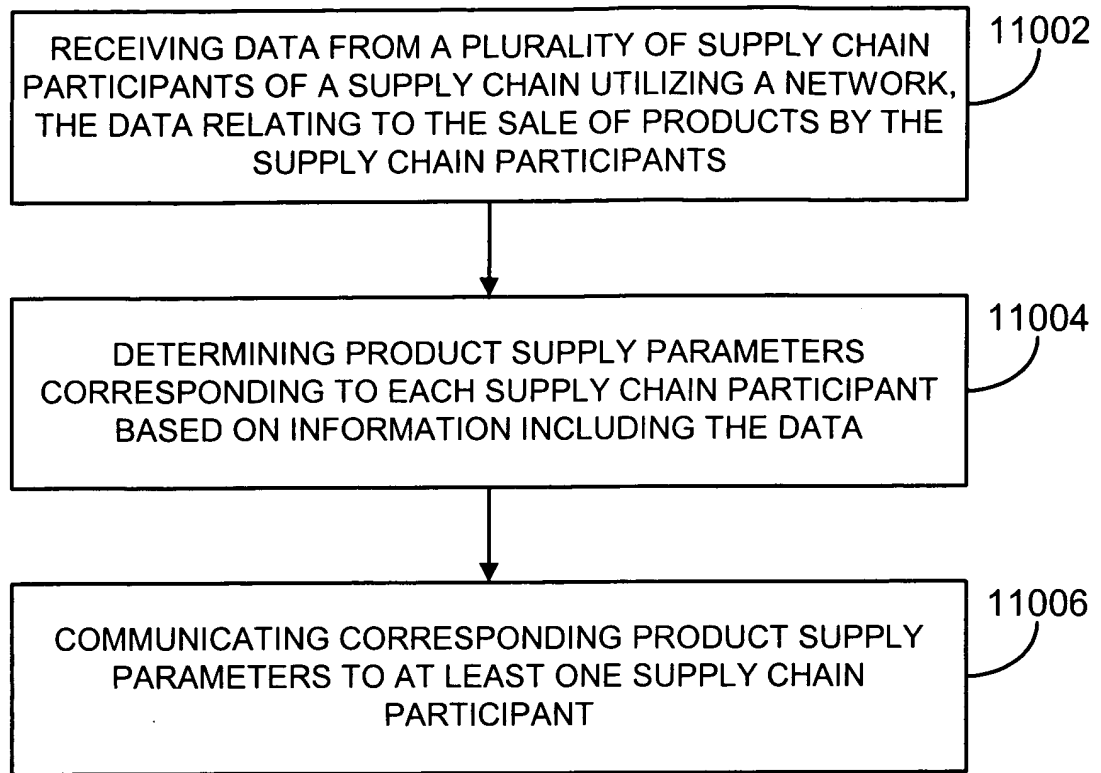 RECEIVING DATA FROM A PLURALITY OF SUPPLY CHAIN
PARTICIPANTS OF A SUPPLY CHAIN UTILIZING A NETWORK,
THE DATA RELATING TO THE SALE OF PRODUCTS BY THE
SUPPLY CHAIN PARTICIPANTS
11002
DETERMINING PRODUCT SUPPLY PARAMETERS
CORRESPONDING TO EACH SUPPLY CHAIN PARTICIPANT
BASED ON INFORMATION INCLUDING THE DATA
11004
COMMUNICATING CORRESPONDING PRODUCT SUPPLY
PARAMETERS TO AT LEAST ONE SUPPLY CHAIN
PARTICIPANT
11006